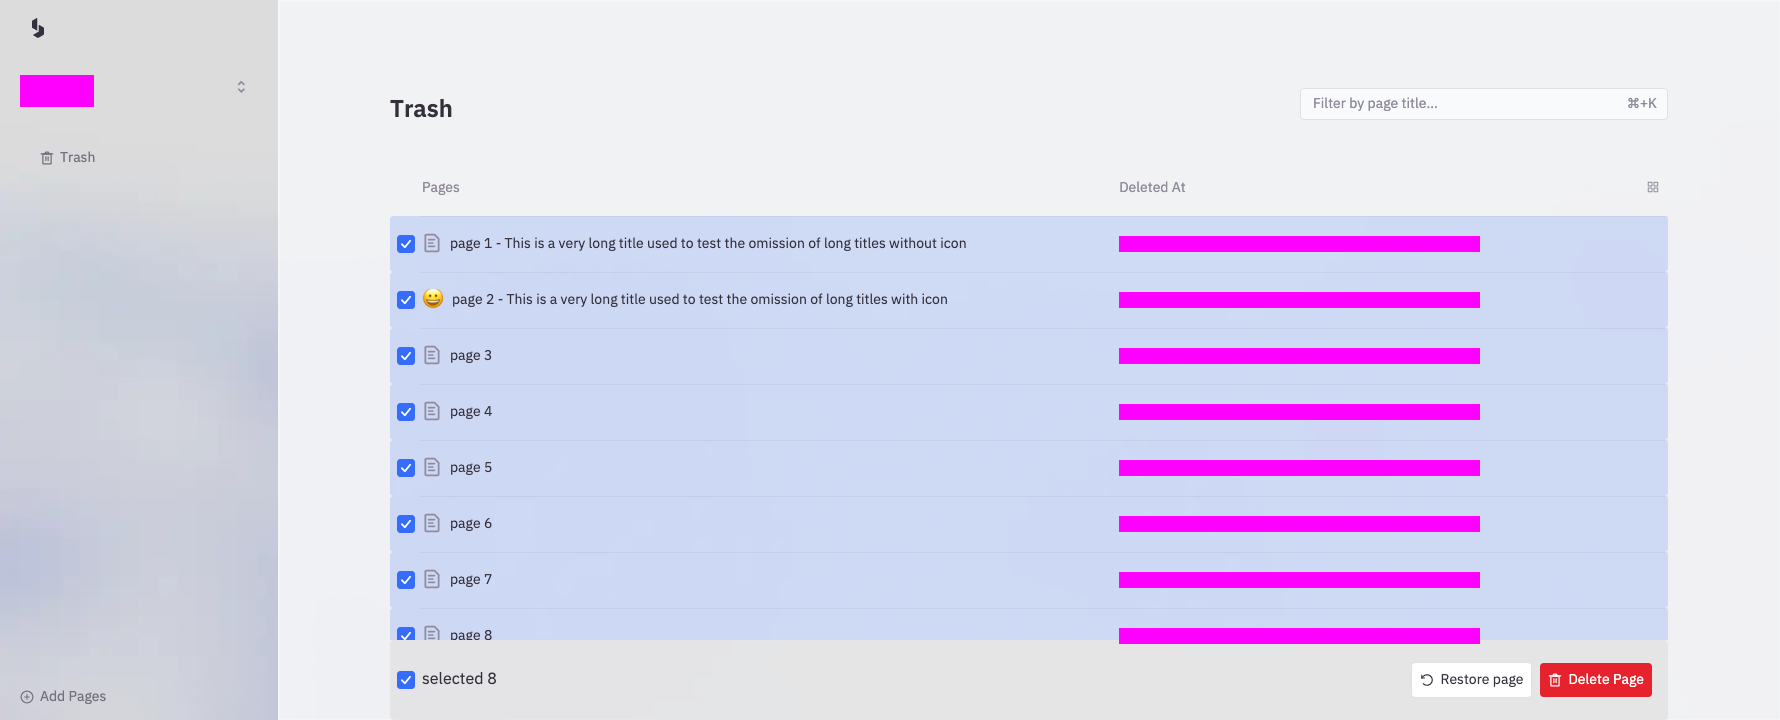 Trash
Filter by page title... ⌘+K
Trash
Pages Deleted At
page 1 - This is a very long title used to test the omission of long titles without icon
page 2 - This is a very long title used to test the omission of long titles with icon
page 3
page 4
page 5
page 6
page 7
page 8
selected 8 Restore page Delete Page
Add Pages